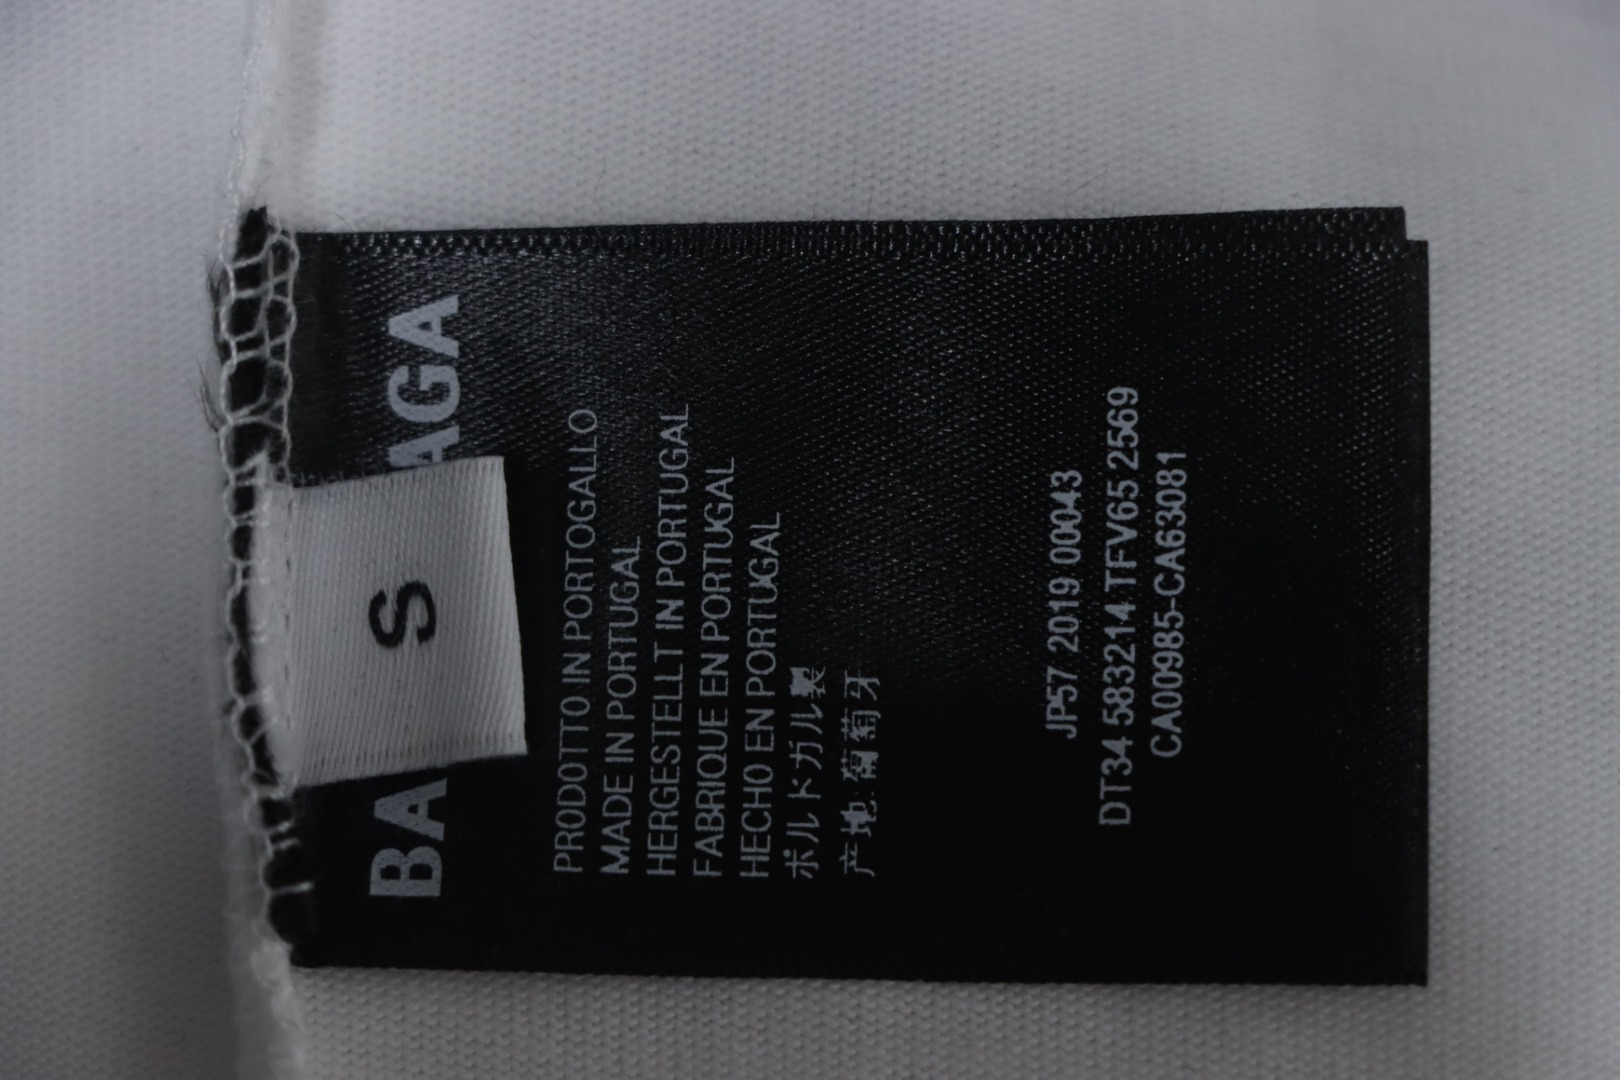 BA AGA
S
PRODOTTO IN PORTOGALLO
MADE IN PORTUGAL
HERGESTELLT IN PORTUGAL
FABRIQUE EN PORTUGAL
HECHO EN PORTUGAL
ポルトガル製
产地:葡萄牙
JP57 2019 00043
DT34 583214 TFV65 2569
CA00985-CA63081